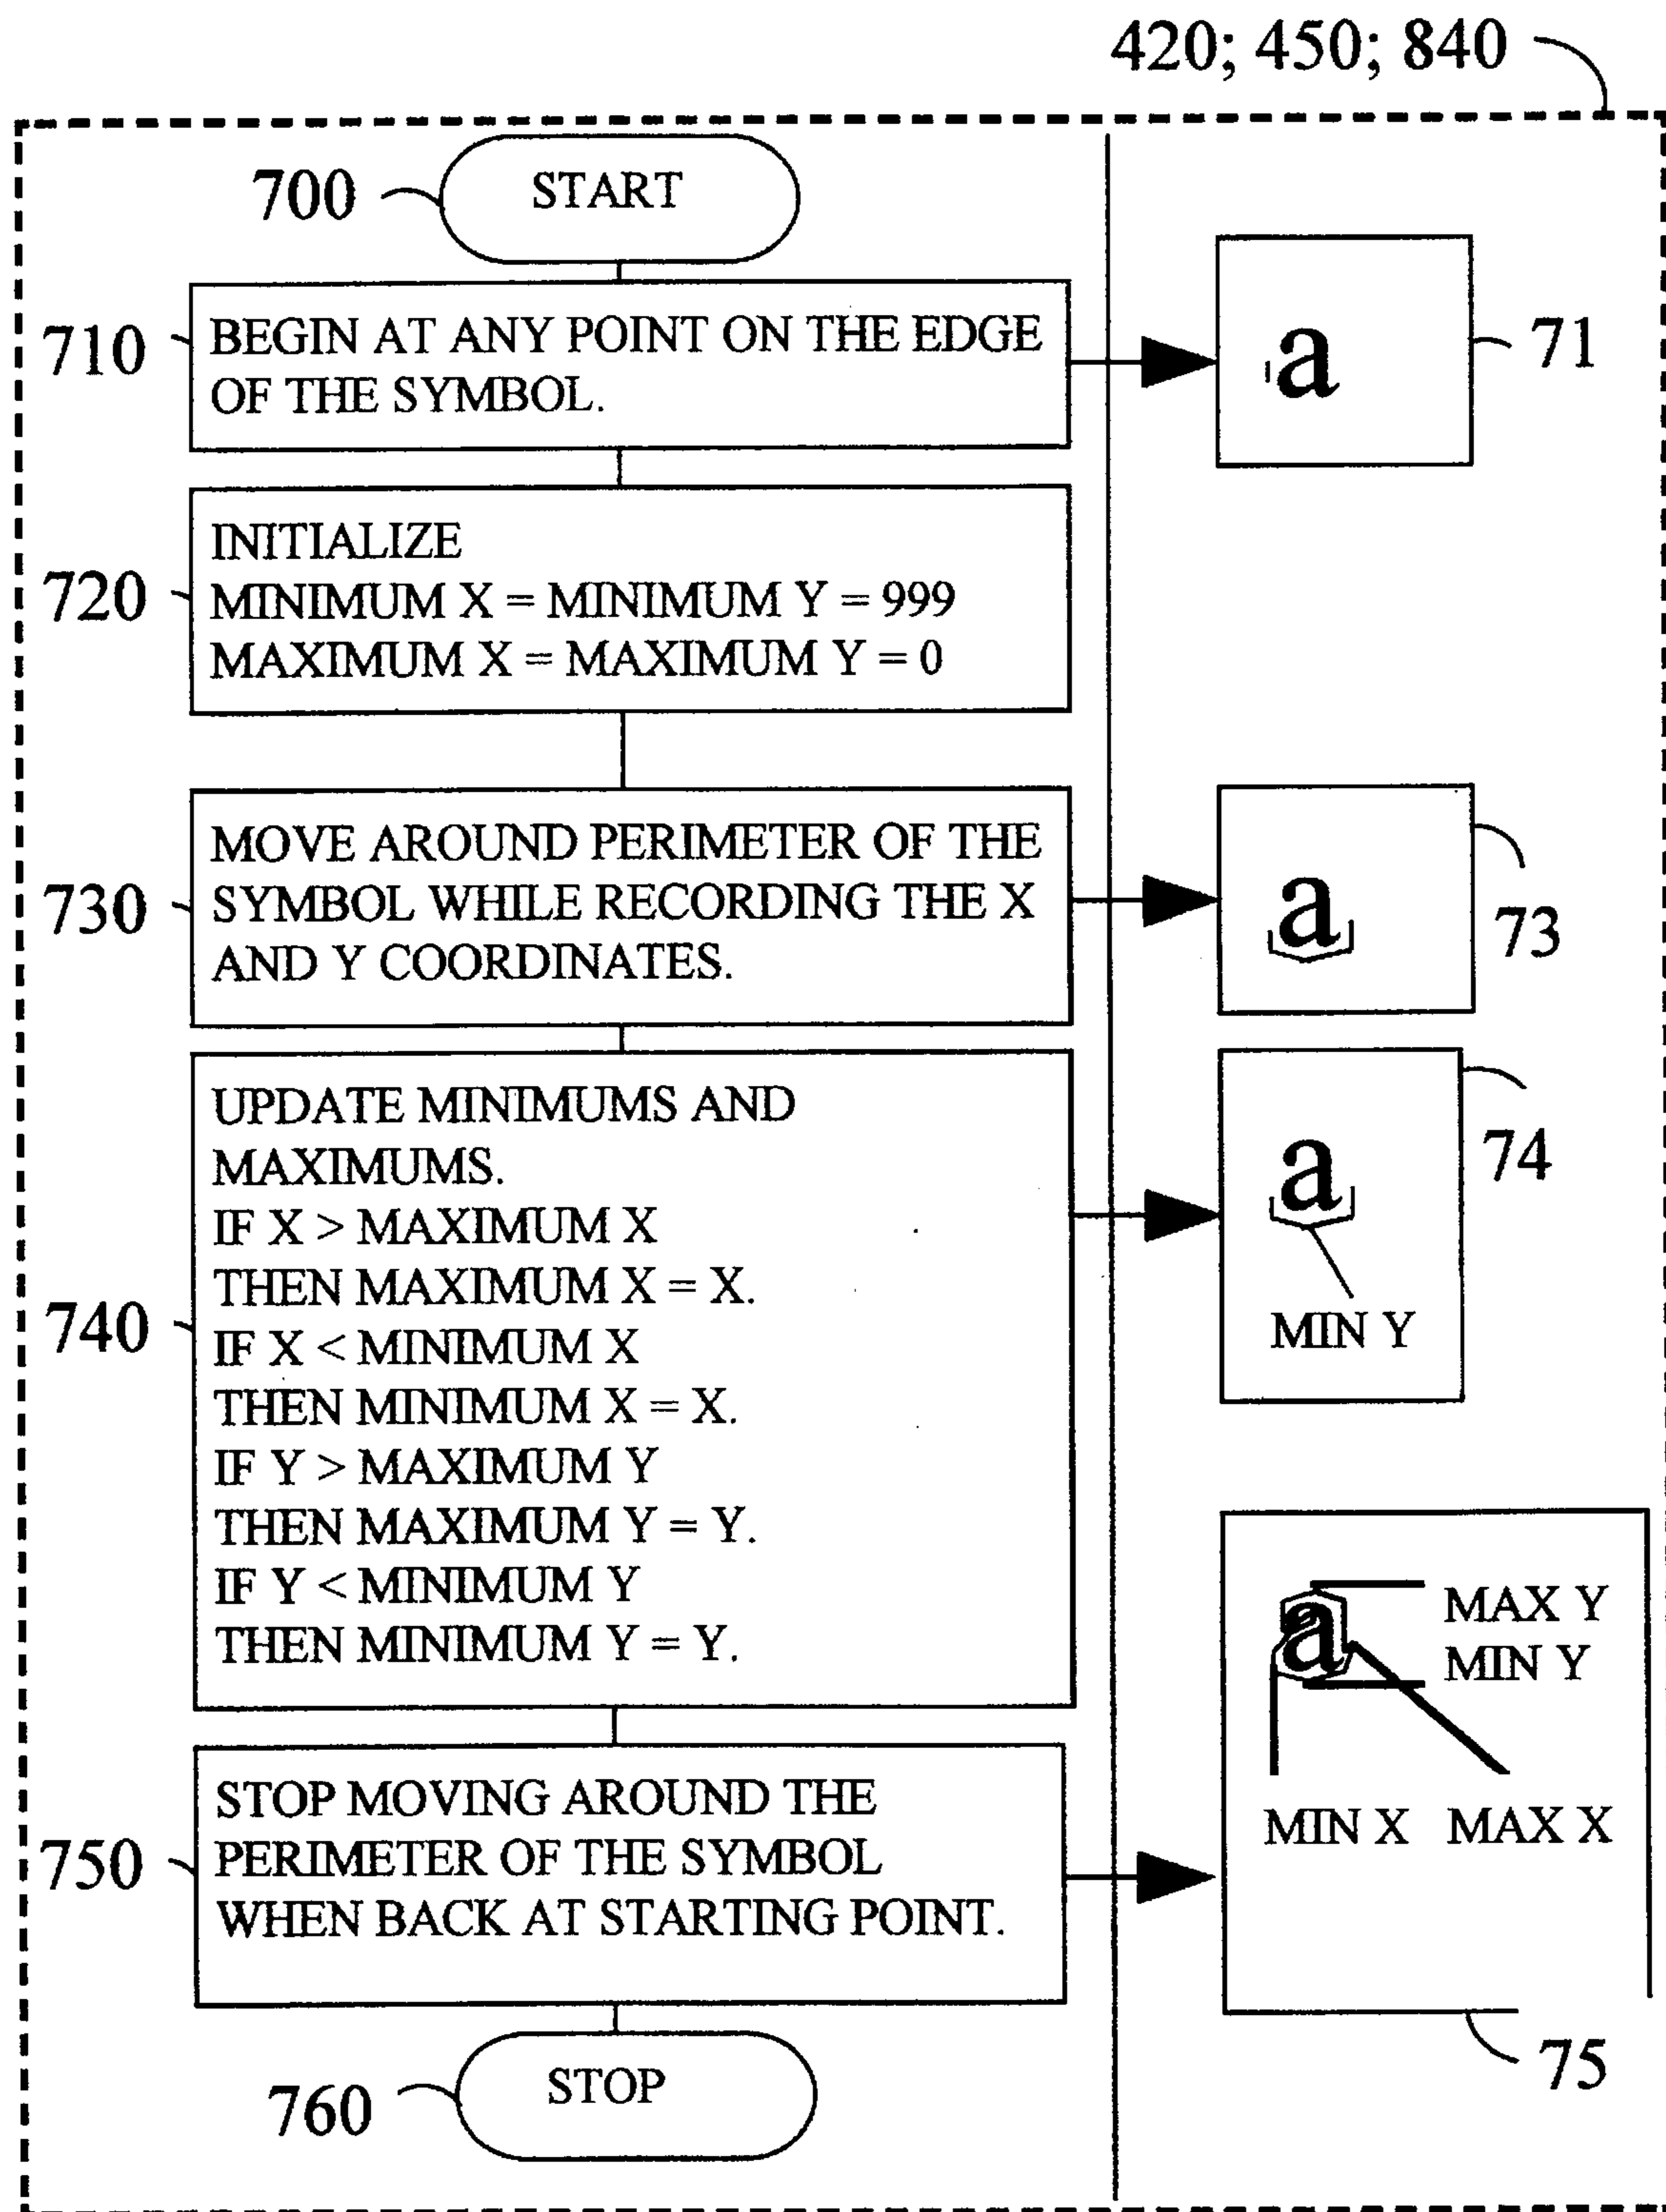 420; 450; 840
700
START
710
BEGIN AT ANY POINT ON THE EDGE
OF THE SYMBOL.
a
71
720
INITIALIZE
MINIMUM X = MINIMUM Y = 999
MAXIMUM X = MAXIMUM Y = 0
730
MOVE AROUND PERIMETER OF THE
SYMBOL WHILE RECORDING THE X
AND Y COORDINATES.
a
73
740
UPDATE MINIMUMS AND
MAXIMUMS.
IF X > MAXIMUM X
THEN MAXIMUM X = X.
IF X < MINIMUM X
THEN MINIMUM X = X.
IF Y > MAXIMUM Y
THEN MAXIMUM Y = Y.
IF Y < MINIMUM Y
THEN MINIMUM Y = Y.
a
MIN Y
74
750
STOP MOVING AROUND THE
PERIMETER OF THE SYMBOL
WHEN BACK AT STARTING POINT.
a
MAX Y
MIN Y
MIN X MAX X
75
760
STOP